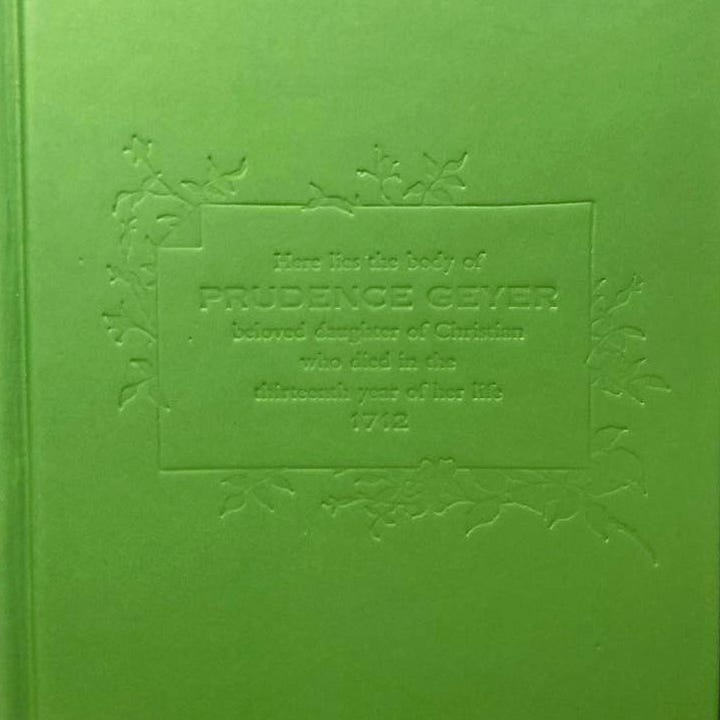 Here lies the body of
PRUDENCE GEYER
beloved daughter of Christian
who died in the
thirteenth year of her life
1712